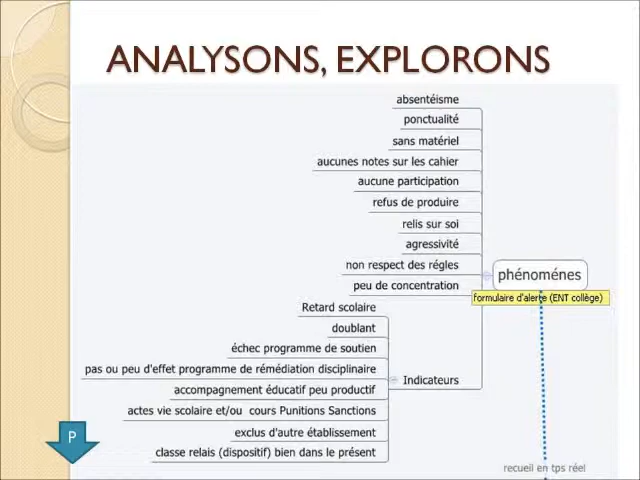 ANALYSONS, EXPLORONS
absentéisme
ponctualité
sans matériel
aucunes notes sur les cahier
aucune participation
refus de produire
relis sur soi
agressivité
non respect des régles
peu de concentration
phénoménes
formulaire d'alerte (ENT collège)
Retard scolaire
doublant
échec programme de soutien
pas ou peu d'effet programme de rémédiation disciplinaire
accompagnement éducatif peu productif
actes vie scolaire et/ou cours Punitions Sanctions
exclus d'autre établissement
classe relais (dispositif) bien dans le présent
Indicateurs
P
recueil en tps réel